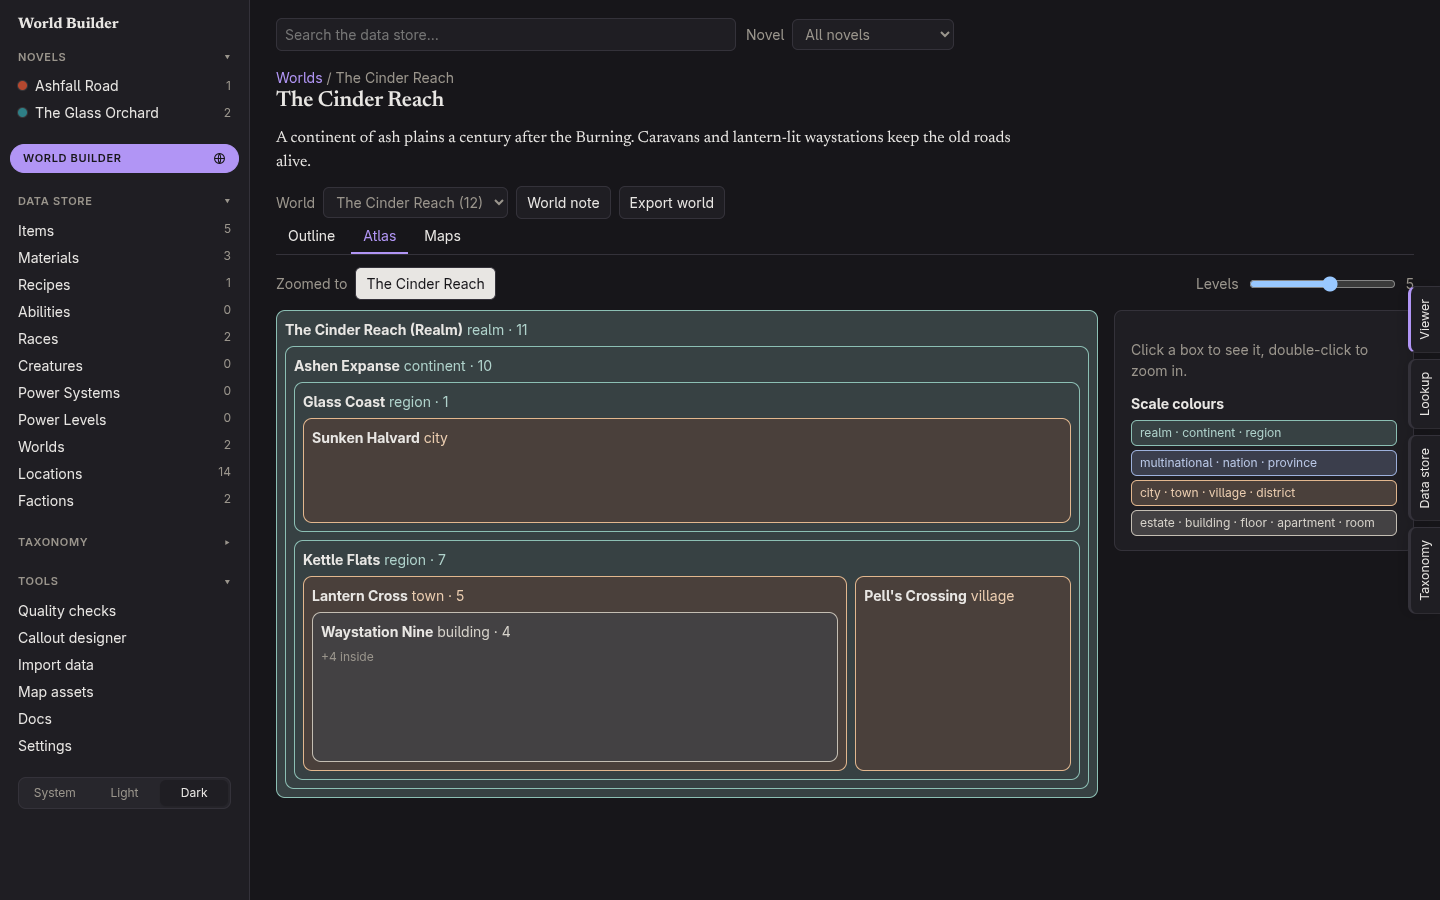 World Builder
NOVELS
Ashfall Road 1
The Glass Orchard 2
WORLD BUILDER
DATA STORE
Items 5
Materials 3
Recipes 1
Abilities 0
Races 2
Creatures 0
Power Systems 0
Power Levels 0
Worlds 2
Locations 14
Factions 2
TAXONOMY
TOOLS
Quality checks
Callout designer
Import data
Map assets
Docs
Settings
System Light Dark
Search the data store... Novel All novels
Worlds / The Cinder Reach
The Cinder Reach
A continent of ash plains a century after the Burning. Caravans and lantern-lit waystations keep the old roads
alive.
World The Cinder Reach (12) World note Export world
Outline Atlas Maps
Zoomed to The Cinder Reach Levels 5
The Cinder Reach (Realm) realm · 11
Ashen Expanse continent · 10
Glass Coast region · 1
Sunken Halvard city
Kettle Flats region · 7
Lantern Cross town · 5
Pell's Crossing village
Waystation Nine building · 4
+4 inside
Click a box to see it, double-click to
zoom in.
Scale colours
realm · continent · region
multinational · nation · province
city · town · village · district
estate · building · floor · apartment · room
Viewer
Lookup
Data store
Taxonomy